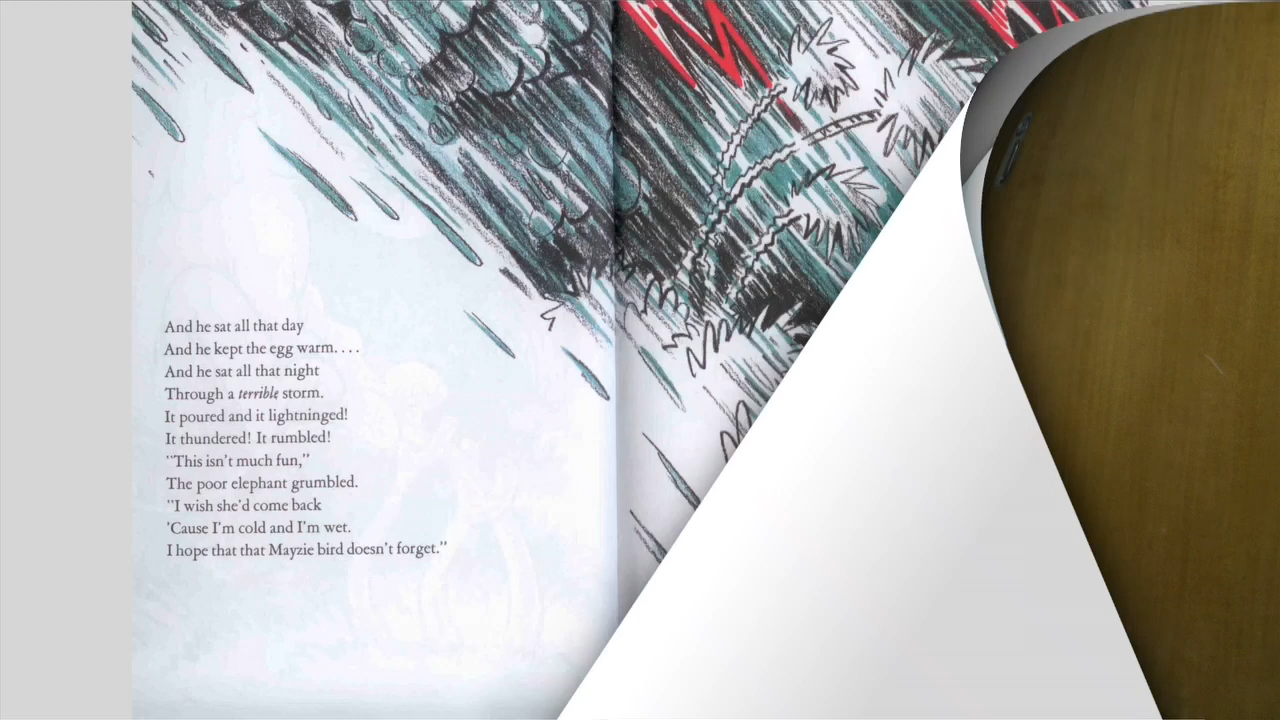 And he sat all that day
And he kept the egg warm. . . .
And he sat all that night
Through a terrible storm.
It poured and it lightninged!
It thundered! It rumbled!
"This isn't much fun,"
The poor elephant grumbled.
"I wish she'd come back
'Cause I'm cold and I'm wet.
I hope that that Mayzie bird doesn't forget."